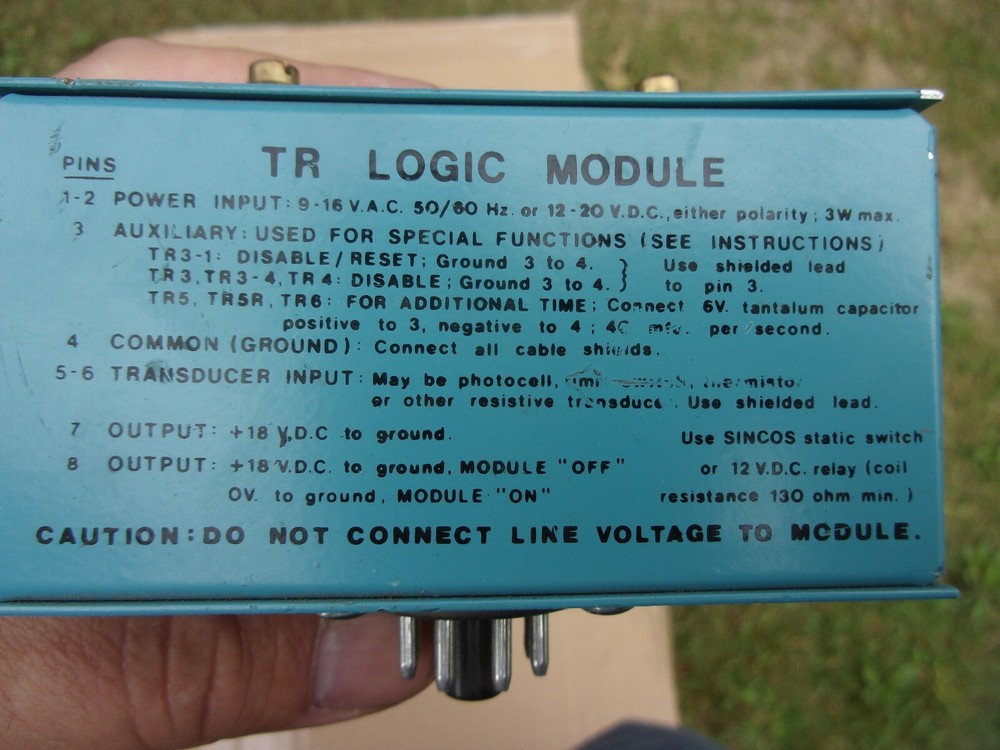 PINS TR LOGIC MODULE
1-2 POWER INPUT: 9-16 V.A.C. 50/60 Hz. or 12-20 V.D.C., either polarity; 3W max.
3 AUXILIARY: USED FOR SPECIAL FUNCTIONS (SEE INSTRUCTIONS)
TR3-1: DISABLE/RESET; Ground 3 to 4. } Use shielded lead
TR3, TR3-4, TR4: DISABLE; Ground 3 to 4. } to pin 3.
TR5, TR5R, TR6: FOR ADDITIONAL TIME; Connect 6V. tantalum capacitor
positive to 3, negative to 4; per second.
4 COMMON (GROUND): Connect all cable shields.
5-6 TRANSDUCER INPUT: May be photocell, thermistor
or other resistive transducer. Use shielded lead.
7 OUTPUT: +18 V.D.C. to ground. Use SINCOS static switch
8 OUTPUT: +18 V.D.C. to ground, MODULE "OFF" or 12 V.D.C. relay (coil
0V. to ground, MODULE "ON" resistance 130 ohm min.)
CAUTION: DO NOT CONNECT LINE VOLTAGE TO MODULE.